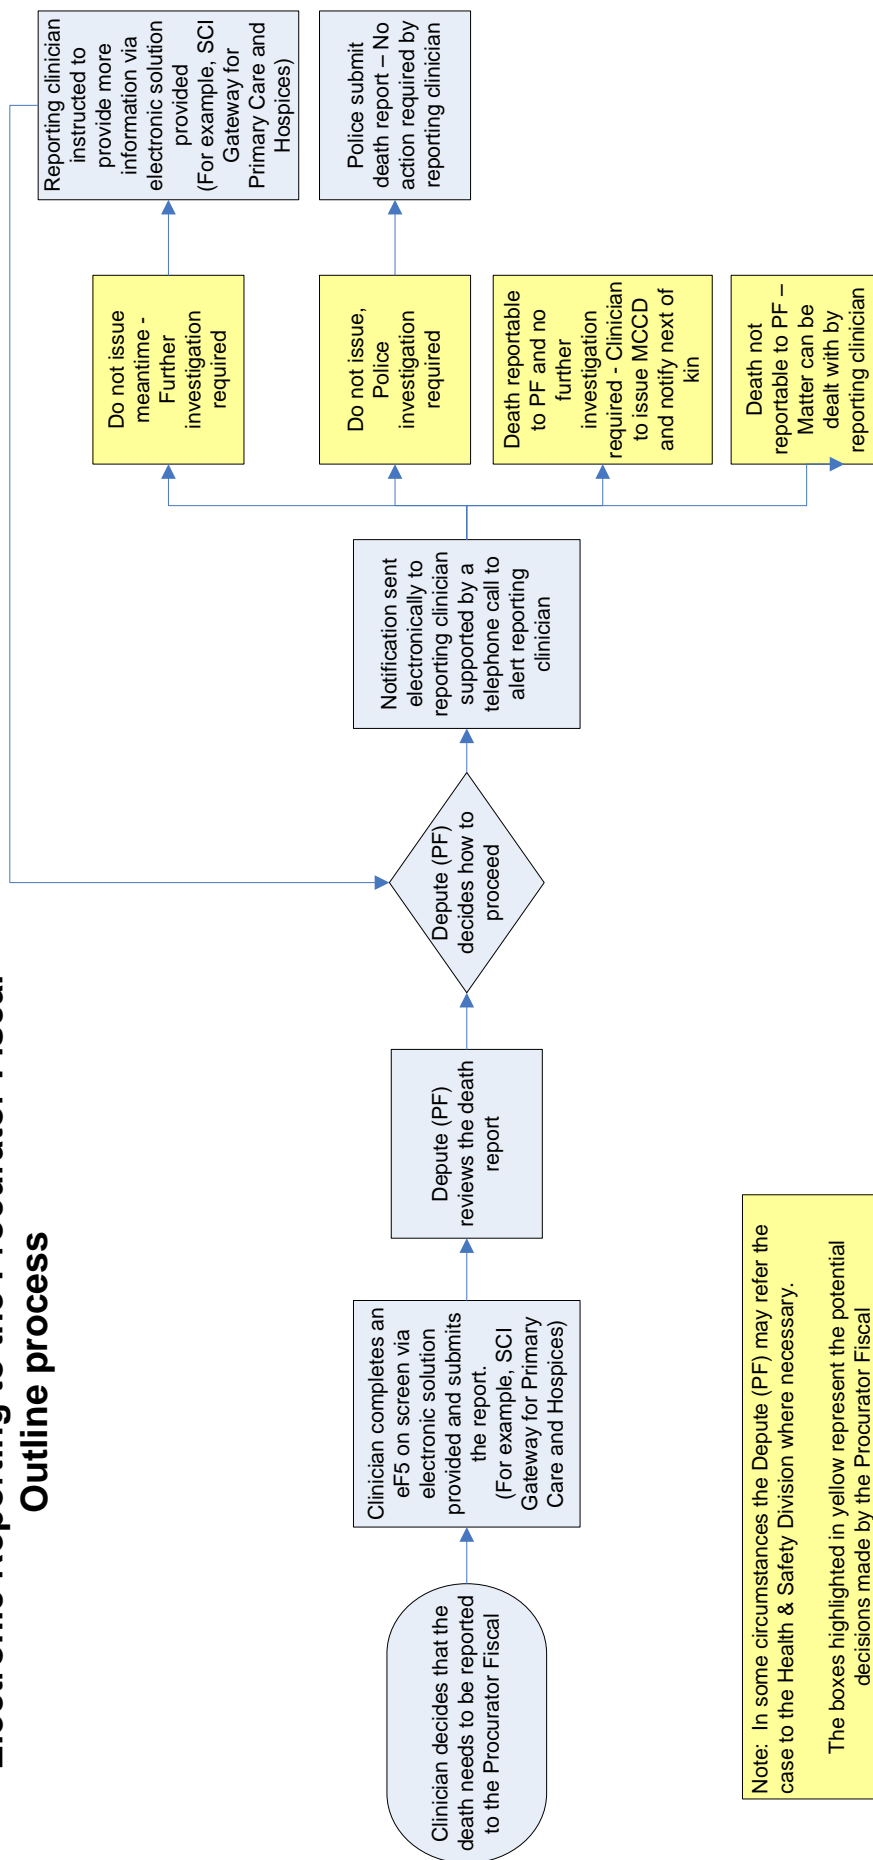 Electronic Reporting to the Procurator Fiscal
Outline process
Clinician decides that the
death needs to be reported
to the Procurator Fiscal
Clinician completes an
eF5 on screen via
electronic solution
provided and submits
the report.
(For example, SCI
Gateway for Primary
Care and Hospices)
Depute (PF)
reviews the death
report
Depute (PF)
decides how to
proceed
Notification sent
electronically to
reporting clinician
supported by a
telephone call to
alert reporting
clinician
Do not issue
meantime -
Further
investigation
required
Reporting clinician
instructed to
provide more
information via
electronic solution
provided
(For example, SCI
Gateway for
Primary Care and
Hospices)
Do not issue,
Police
investigation
required
Police submit
death report – No
action required by
reporting clinician
Death reportable
to PF and no
further
investigation
required - Clinician
to issue MCCD
and notify next of
kin
Death not
reportable to PF –
Matter can be
dealt with by
reporting clinician
Note:  In some circumstances the Depute (PF) may refer the
case to the Health & Safety Division where necessary.
The boxes highlighted in yellow represent the potential
decisions made by the Procurator Fiscal